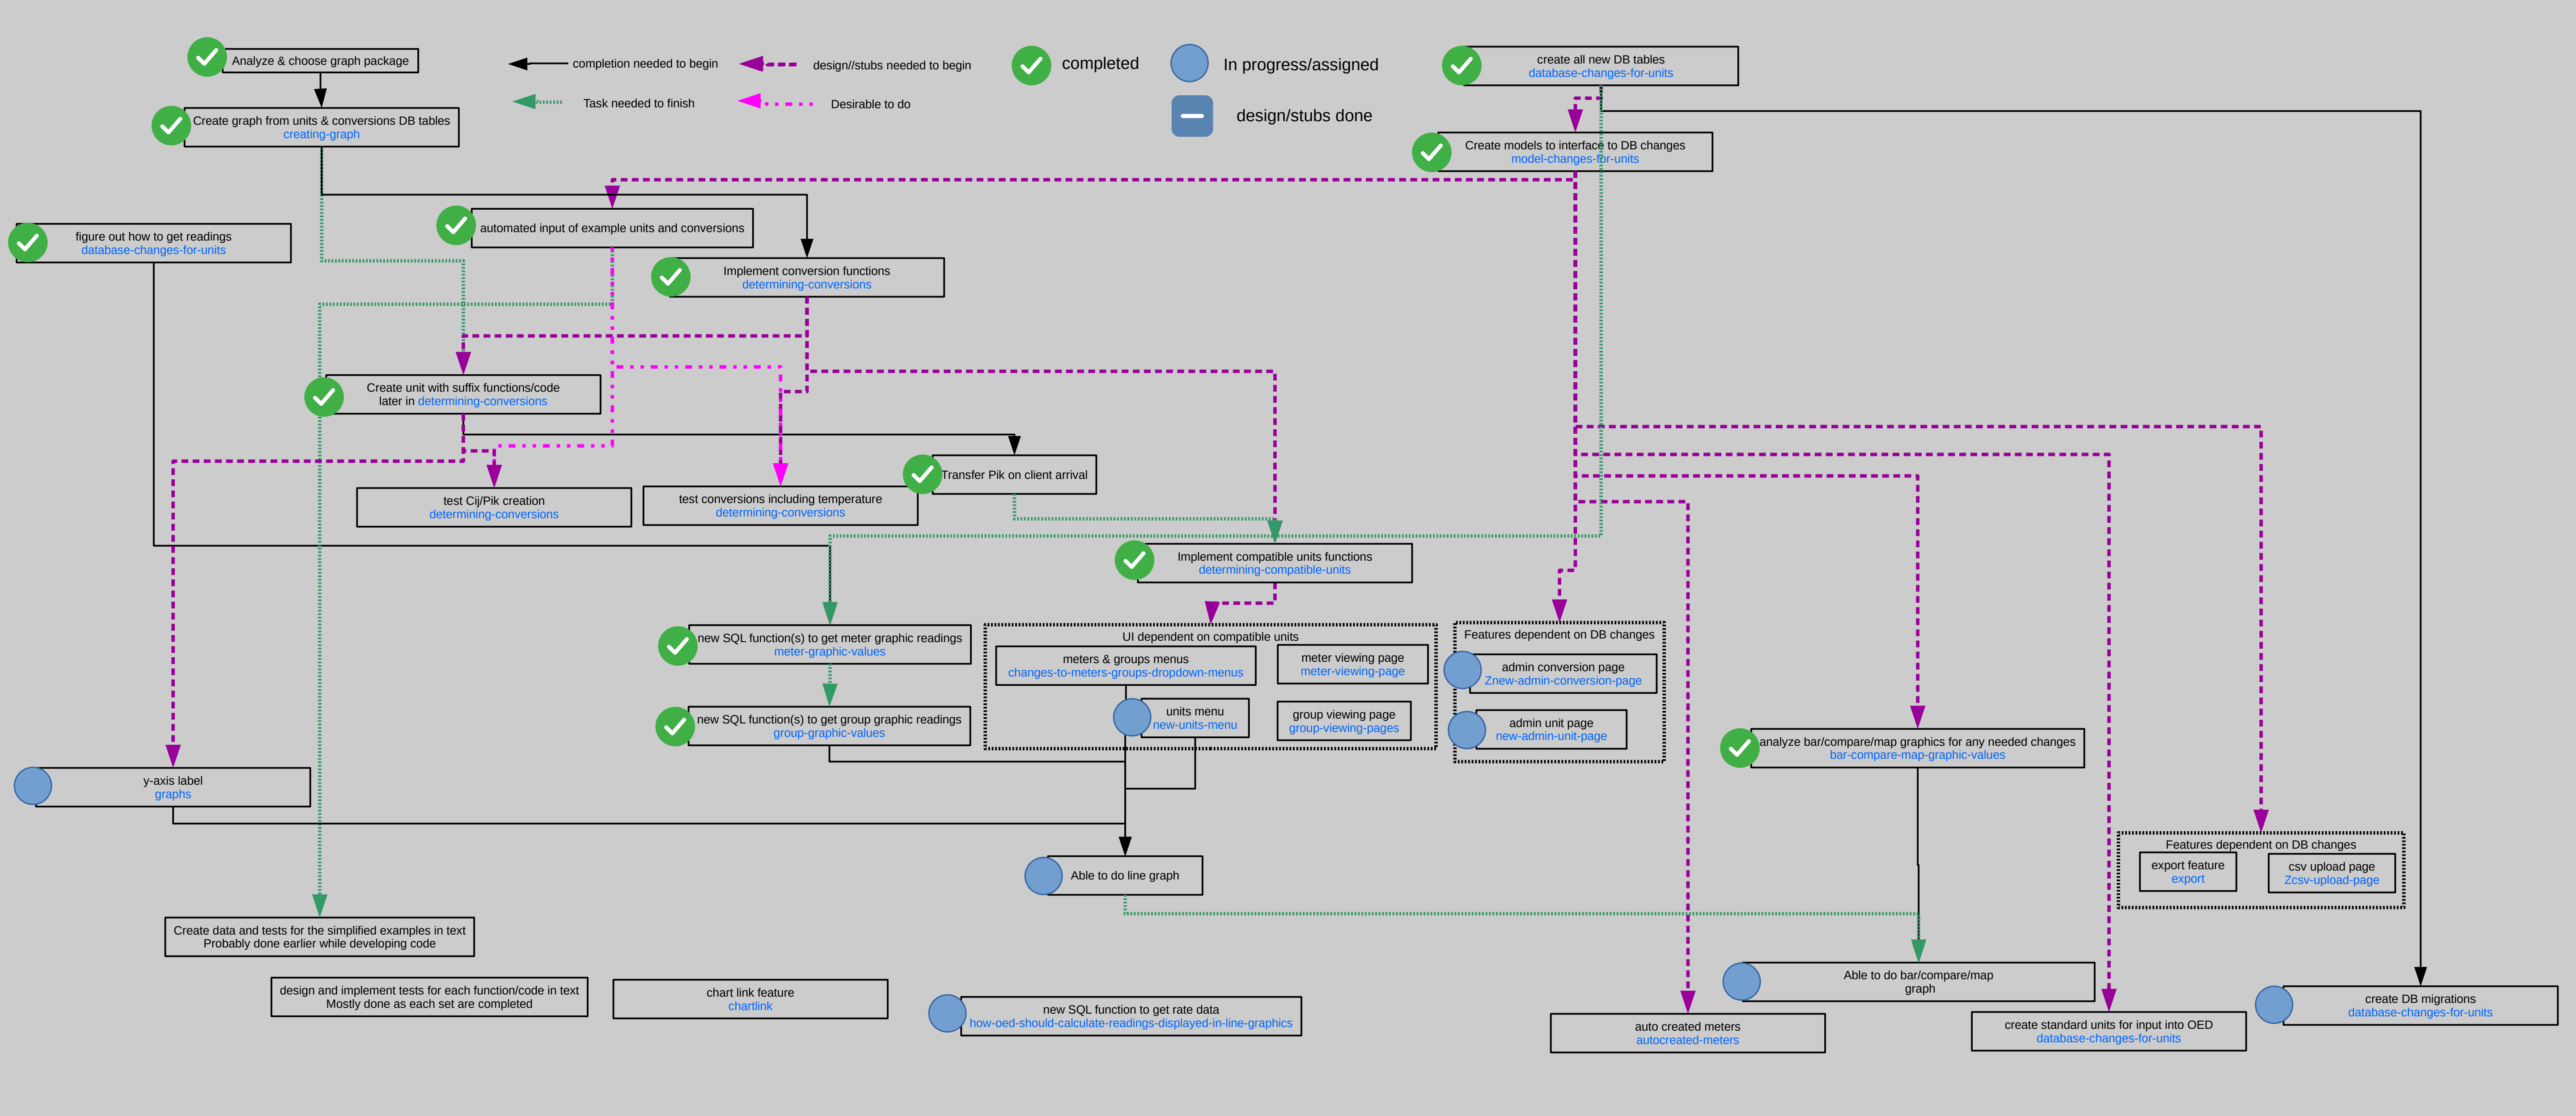 Analyze & choose graph package
completion needed to begin
design//stubs needed to begin
completed
In progress/assigned
create all new DB tables
database-changes-for-units
Task needed to finish
Desirable to do
design/stubs done
Create graph from units & conversions DB tables
creating-graph
Create models to interface to DB changes
model-changes-for-units
figure out how to get readings
database-changes-for-units
automated input of example units and conversions
Implement conversion functions
determining-conversions
Create unit with suffix functions/code
later in determining-conversions
Transfer Pik on client arrival
test Cij/Pik creation
determining-conversions
test conversions including temperature
determining-conversions
Implement compatible units functions
determining-compatible-units
new SQL function(s) to get meter graphic readings
meter-graphic-values
UI dependent on compatible units
meters & groups menus
changes-to-meters-groups-dropdown-menus
meter viewing page
meter-viewing-page
units menu
new-units-menu
group viewing page
group-viewing-pages
Features dependent on DB changes
admin conversion page
Znew-admin-conversion-page
admin unit page
new-admin-unit-page
new SQL function(s) to get group graphic readings
group-graphic-values
analyze bar/compare/map graphics for any needed changes
bar-compare-map-graphic-values
y-axis label
graphs
Features dependent on DB changes
export feature
export
csv upload page
Zcsv-upload-page
Able to do line graph
Create data and tests for the simplified examples in text
Probably done earlier while developing code
design and implement tests for each function/code in text
Mostly done as each set are completed
chart link feature
chartlink
new SQL function to get rate data
how-oed-should-calculate-readings-displayed-in-line-graphics
Able to do bar/compare/map
graph
auto created meters
autocreated-meters
create standard units for input into OED
database-changes-for-units
create DB migrations
database-changes-for-units